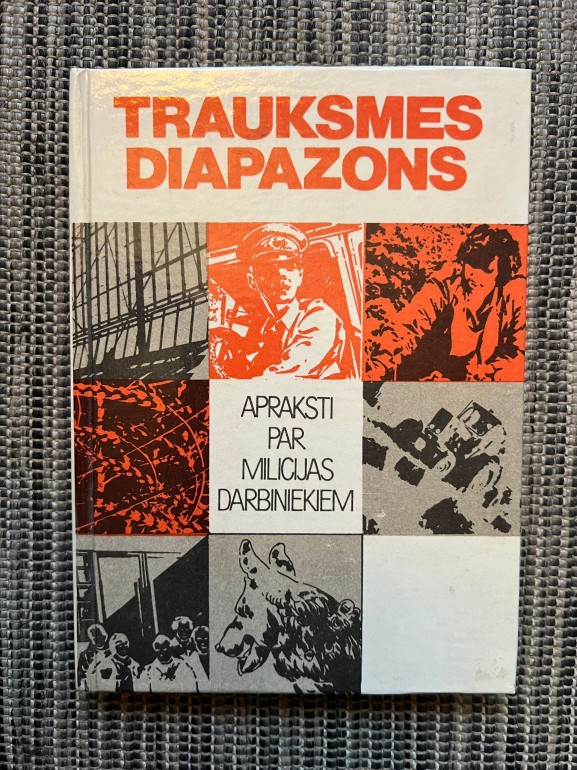 TRAUKSMES
DIAPAZONS
APRAKSTI
PAR
MILICIJAS
DARBINIEKIEM